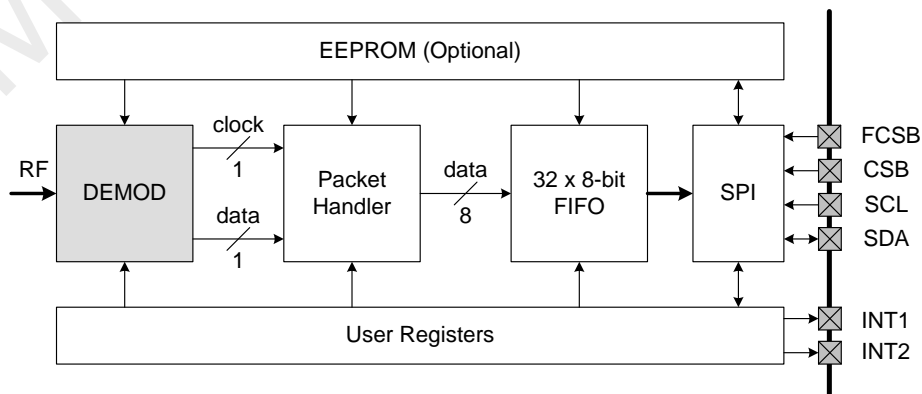 EEPROM (Optional)
RF
DEMOD
clock
1
data
1
Packet
Handler
data
8
32 x 8-bit
FIFO
SPI
FCSB
CSB
SCL
SDA
User Registers
INT1
INT2